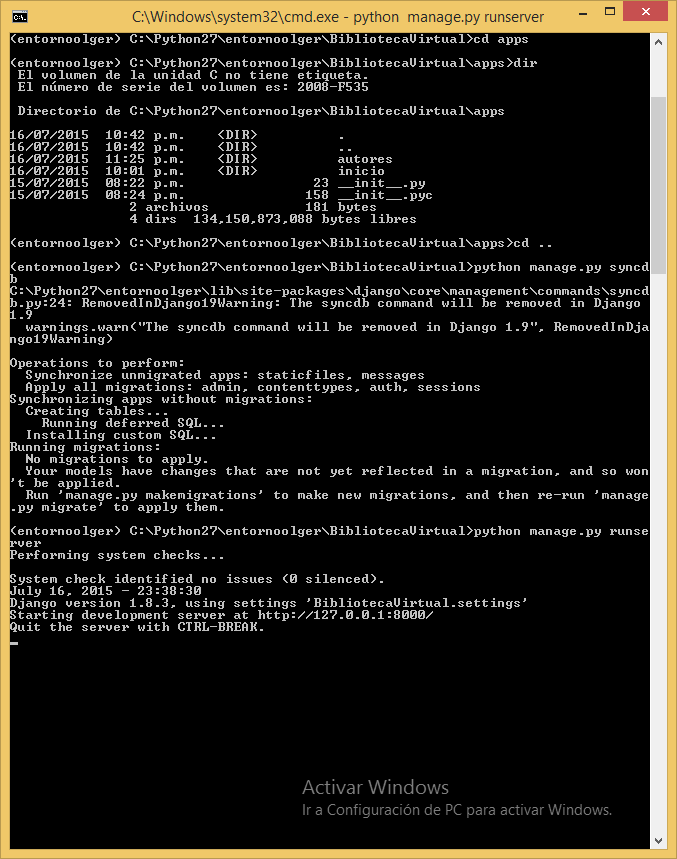 C:\Windows\system32\cmd.exe - python  manage.py runserver
(entornoolger) C:\Python27\entornoolger\BibliotecaVirtual>cd apps
(entornoolger) C:\Python27\entornoolger\BibliotecaVirtual\apps>dir
 El volumen de la unidad C no tiene etiqueta.
 El número de serie del volumen es: 2008-F535
 Directorio de C:\Python27\entornoolger\BibliotecaVirtual\apps
16/07/2015  10:42 p.m.    <DIR>          .
16/07/2015  10:42 p.m.    <DIR>          ..
16/07/2015  11:25 p.m.    <DIR>          autores
16/07/2015  10:01 p.m.    <DIR>          inicio
15/07/2015  08:22 p.m.                23 __init__.py
15/07/2015  08:24 p.m.               158 __init__.pyc
               2 archivos            181 bytes
               4 dirs  134,150,873,088 bytes libres
(entornoolger) C:\Python27\entornoolger\BibliotecaVirtual\apps>cd ..
(entornoolger) C:\Python27\entornoolger\BibliotecaVirtual>python manage.py syncd
b
C:\Python27\entornoolger\lib\site-packages\django\core\management\commands\syncd
b.py:24: RemovedInDjango19Warning: The syncdb command will be removed in Django
1.9
  warnings.warn("The syncdb command will be removed in Django 1.9", RemovedInDja
ngo19Warning)
Operations to perform:
  Synchronize unmigrated apps: staticfiles, messages
  Apply all migrations: admin, contenttypes, auth, sessions
Synchronizing apps without migrations:
  Creating tables...
    Running deferred SQL...
  Installing custom SQL...
Running migrations:
  No migrations to apply.
  Your models have changes that are not yet reflected in a migration, and so won
't be applied.
  Run 'manage.py makemigrations' to make new migrations, and then re-run 'manage
.py migrate' to apply them.
(entornoolger) C:\Python27\entornoolger\BibliotecaVirtual>python manage.py runse
rver
Performing system checks...
System check identified no issues (0 silenced).
July 16, 2015 - 23:38:30
Django version 1.8.3, using settings 'BibliotecaVirtual.settings'
Starting development server at http://127.0.0.1:8000/
Quit the server with CTRL-BREAK.
Activar Windows
Ir a Configuración de PC para activar Windows.